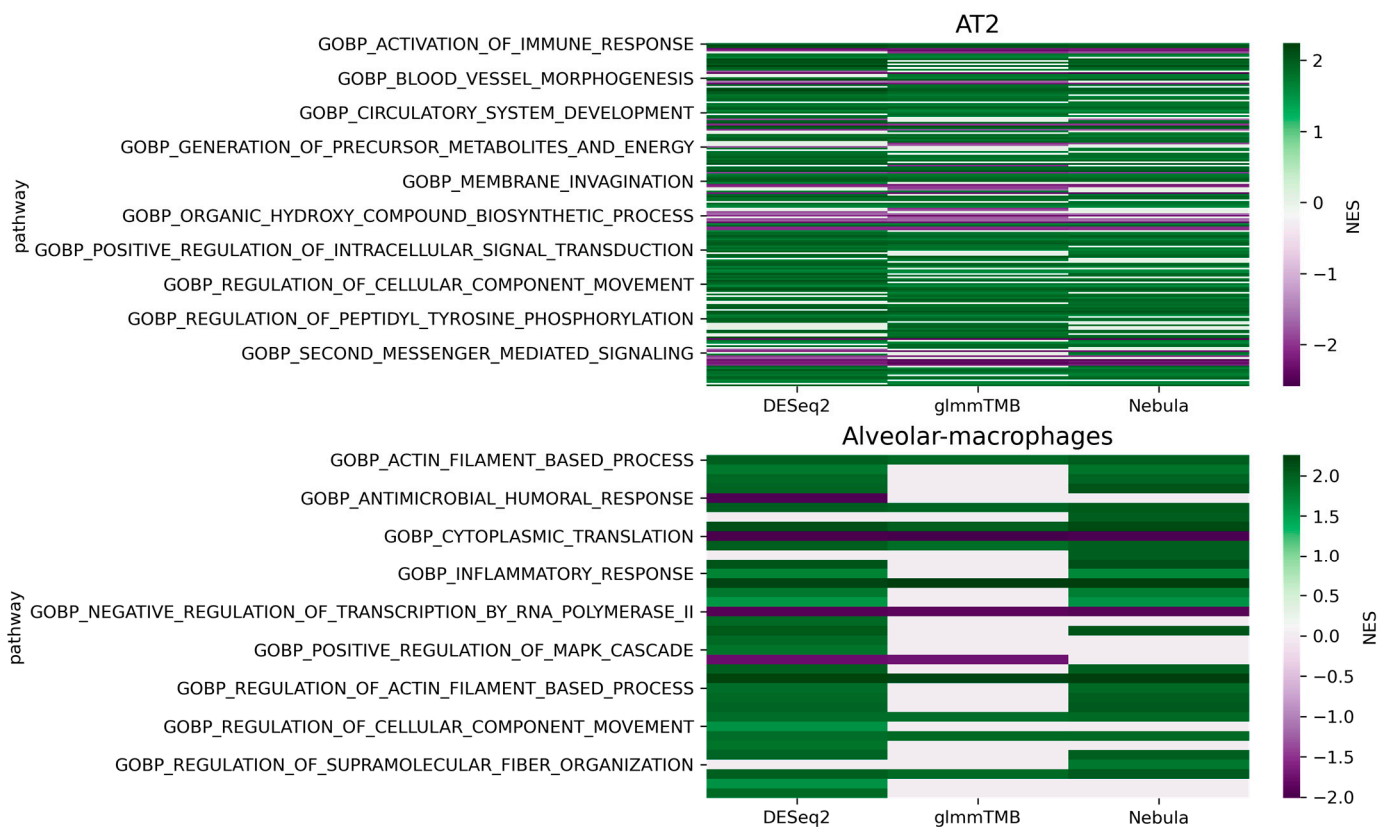 AT2
pathway
GOBP_ACTIVATION_OF_IMMUNE_RESPONSE
GOBP_BLOOD_VESSEL_MORPHOGENESIS
GOBP_CIRCULATORY_SYSTEM_DEVELOPMENT
GOBP_GENERATION_OF_PRECURSOR_METABOLITES_AND_ENERGY
GOBP_MEMBRANE_INVAGINATION
GOBP_ORGANIC_HYDROXY_COMPOUND_BIOSYNTHETIC_PROCESS
GOBP_POSITIVE_REGULATION_OF_INTRACELLULAR_SIGNAL_TRANSDUCTION
GOBP_REGULATION_OF_CELLULAR_COMPONENT_MOVEMENT
GOBP_REGULATION_OF_PEPTIDYL_TYROSINE_PHOSPHORYLATION
GOBP_SECOND_MESSENGER_MEDIATED_SIGNALING
DESeq2 glmmTMB Nebula
2
1
0
−1
−2
NES
Alveolar-macrophages
pathway
GOBP_ACTIN_FILAMENT_BASED_PROCESS
GOBP_ANTIMICROBIAL_HUMORAL_RESPONSE
GOBP_CYTOPLASMIC_TRANSLATION
GOBP_INFLAMMATORY_RESPONSE
GOBP_NEGATIVE_REGULATION_OF_TRANSCRIPTION_BY_RNA_POLYMERASE_II
GOBP_POSITIVE_REGULATION_OF_MAPK_CASCADE
GOBP_REGULATION_OF_ACTIN_FILAMENT_BASED_PROCESS
GOBP_REGULATION_OF_CELLULAR_COMPONENT_MOVEMENT
GOBP_REGULATION_OF_SUPRAMOLECULAR_FIBER_ORGANIZATION
DESeq2 glmmTMB Nebula
2.0
1.5
1.0
0.5
0.0
−0.5
−1.0
−1.5
−2.0
NES